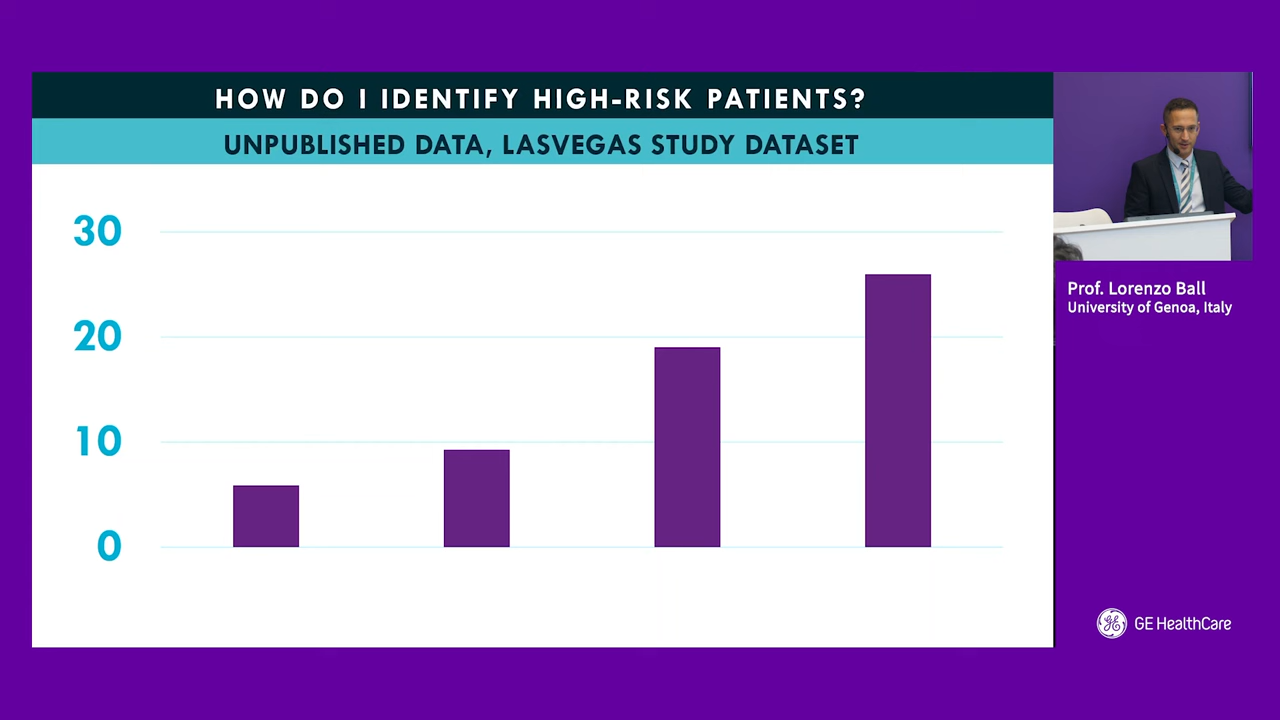 HOW DO I IDENTIFY HIGH-RISK PATIENTS?
UNPUBLISHED DATA, LASVEGAS STUDY DATASET
30
20
10
0
Prof. Lorenzo Ball
University of Genoa, Italy
GE HealthCare